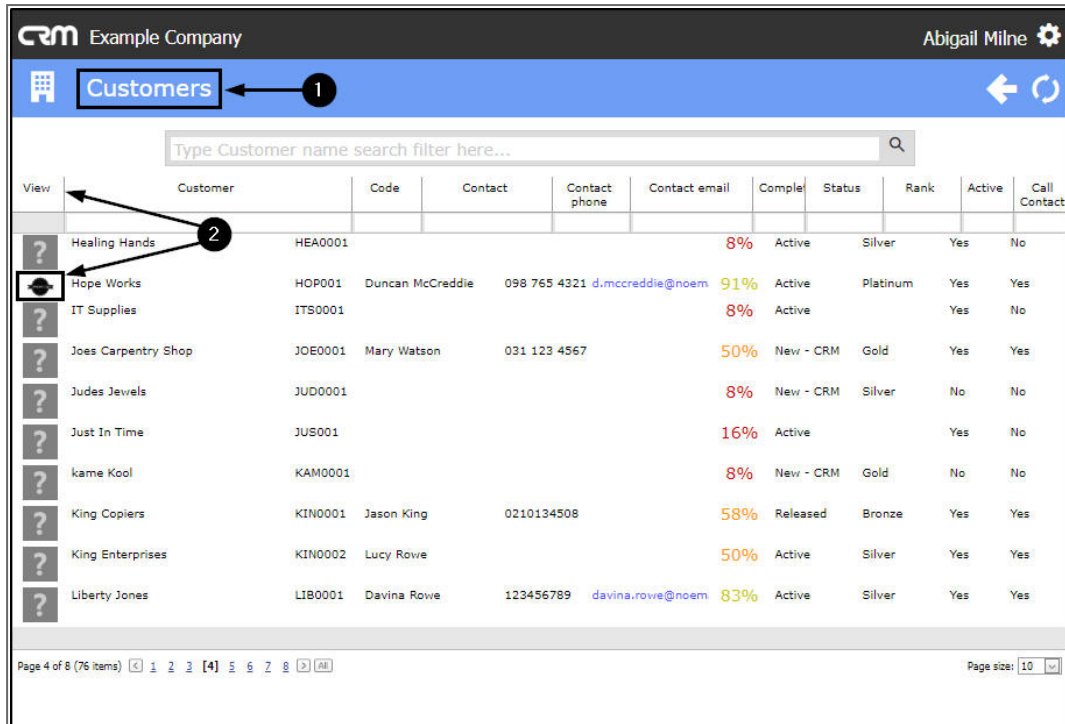 CRM Example Company Abigail Milne
Customers 1
Type Customer name search filter here...
View Customer Code Contact Contact phone Contact email Complet Status Rank Active Call Contact
2
? Healing Hands HEA0001 8% Active Silver Yes No
Hope Works HOP001 Duncan McCreddie 098 765 4321 d.mccreddie@noem 91% Active Platinum Yes Yes
? IT Supplies ITS0001 8% Active Yes No
? Joes Carpentry Shop JOE0001 Mary Watson 031 123 4567 50% New - CRM Gold Yes Yes
? Judes Jewels JUD0001 8% New - CRM Silver No No
? Just In Time JUS001 16% Active Yes No
? kame Kool KAM0001 8% New - CRM Gold No No
? King Copiers KIN0001 Jason King 0210134508 58% Released Bronze Yes Yes
? King Enterprises KIN0002 Lucy Rowe 50% Active Silver Yes Yes
? Liberty Jones LIB0001 Davina Rowe 123456789 davina.rowe@noem 83% Active Silver Yes Yes
Page 4 of 8 (76 items) < 1 2 3 [4] 5 6 7 8 > All Page size: 10